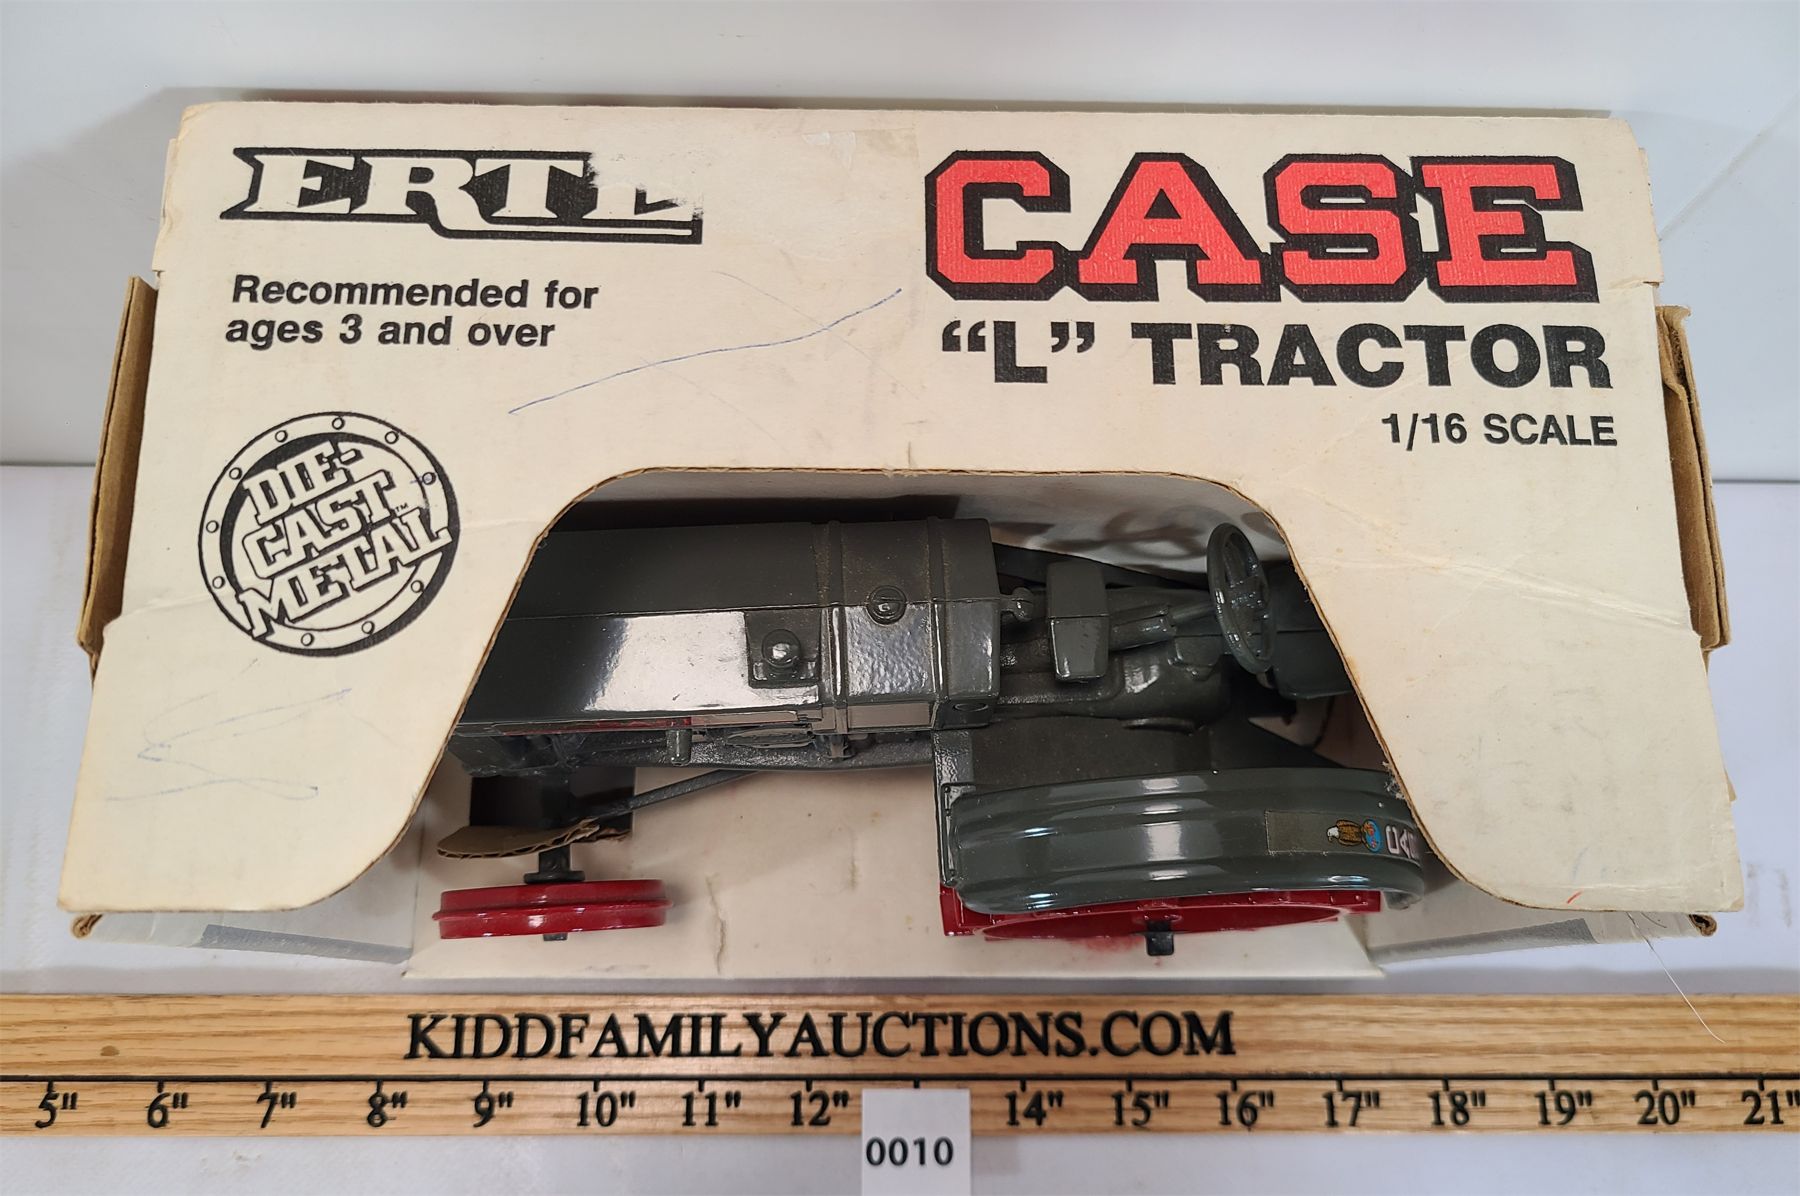 ERTL
CASE
Recommended for
ages 3 and over
"L" TRACTOR
1/16 SCALE
DIE-
CAST™
METAL
KIDDFAMILYAUCTIONS.COM
5" 6" 7" 8" 9" 10" 11" 12" 14" 15" 16" 17" 18" 19" 20" 21"
0010